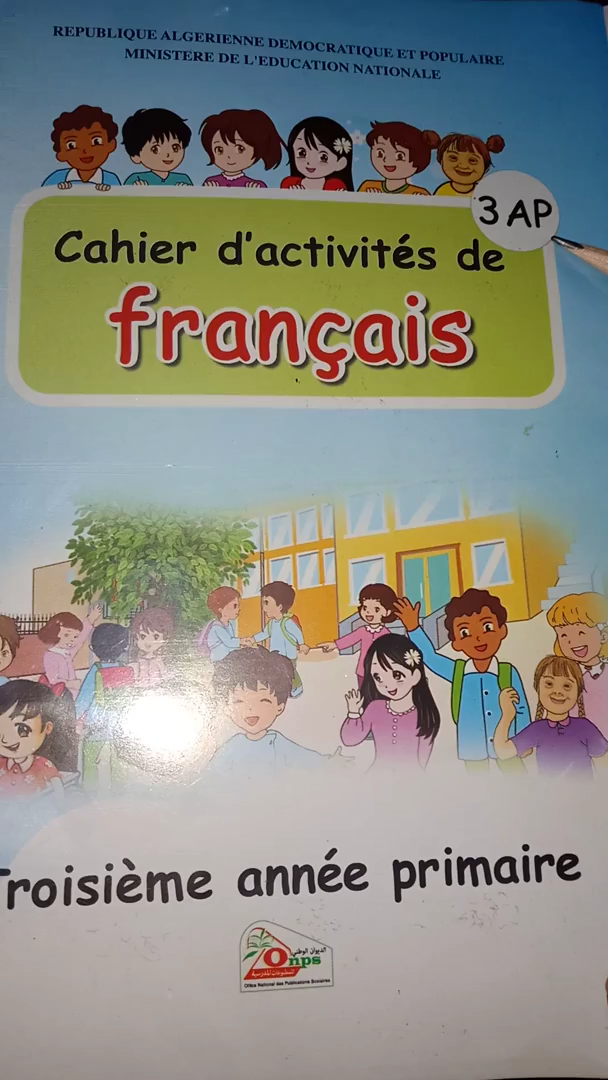 REPUBLIQUE ALGERIENNE DEMOCRATIQUE ET POPULAIRE
MINISTERE DE L'EDUCATION NATIONALE
3 AP
Cahier d'activités de
français
Troisième année primaire
الديوان الوطني
Onps
للمطبوعات المدرسية
Office National des Publications Scolaires